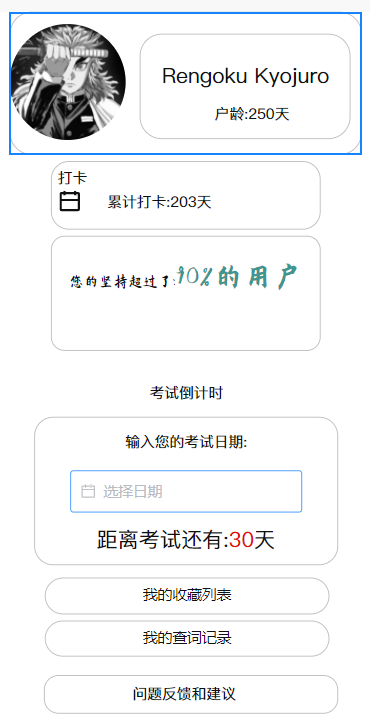 Rengoku Kyojuro
户龄:250天
打卡
累计打卡:203天
您的坚持超过了:90%的用户
考试倒计时
输入您的考试日期:
选择日期
距离考试还有:30天
我的收藏列表
我的查词记录
问题反馈和建议